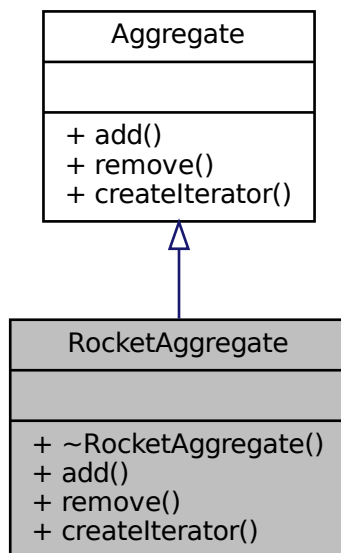 Aggregate
+ add()
+ remove()
+ createIterator()
RocketAggregate
+ ~RocketAggregate()
+ add()
+ remove()
+ createIterator()